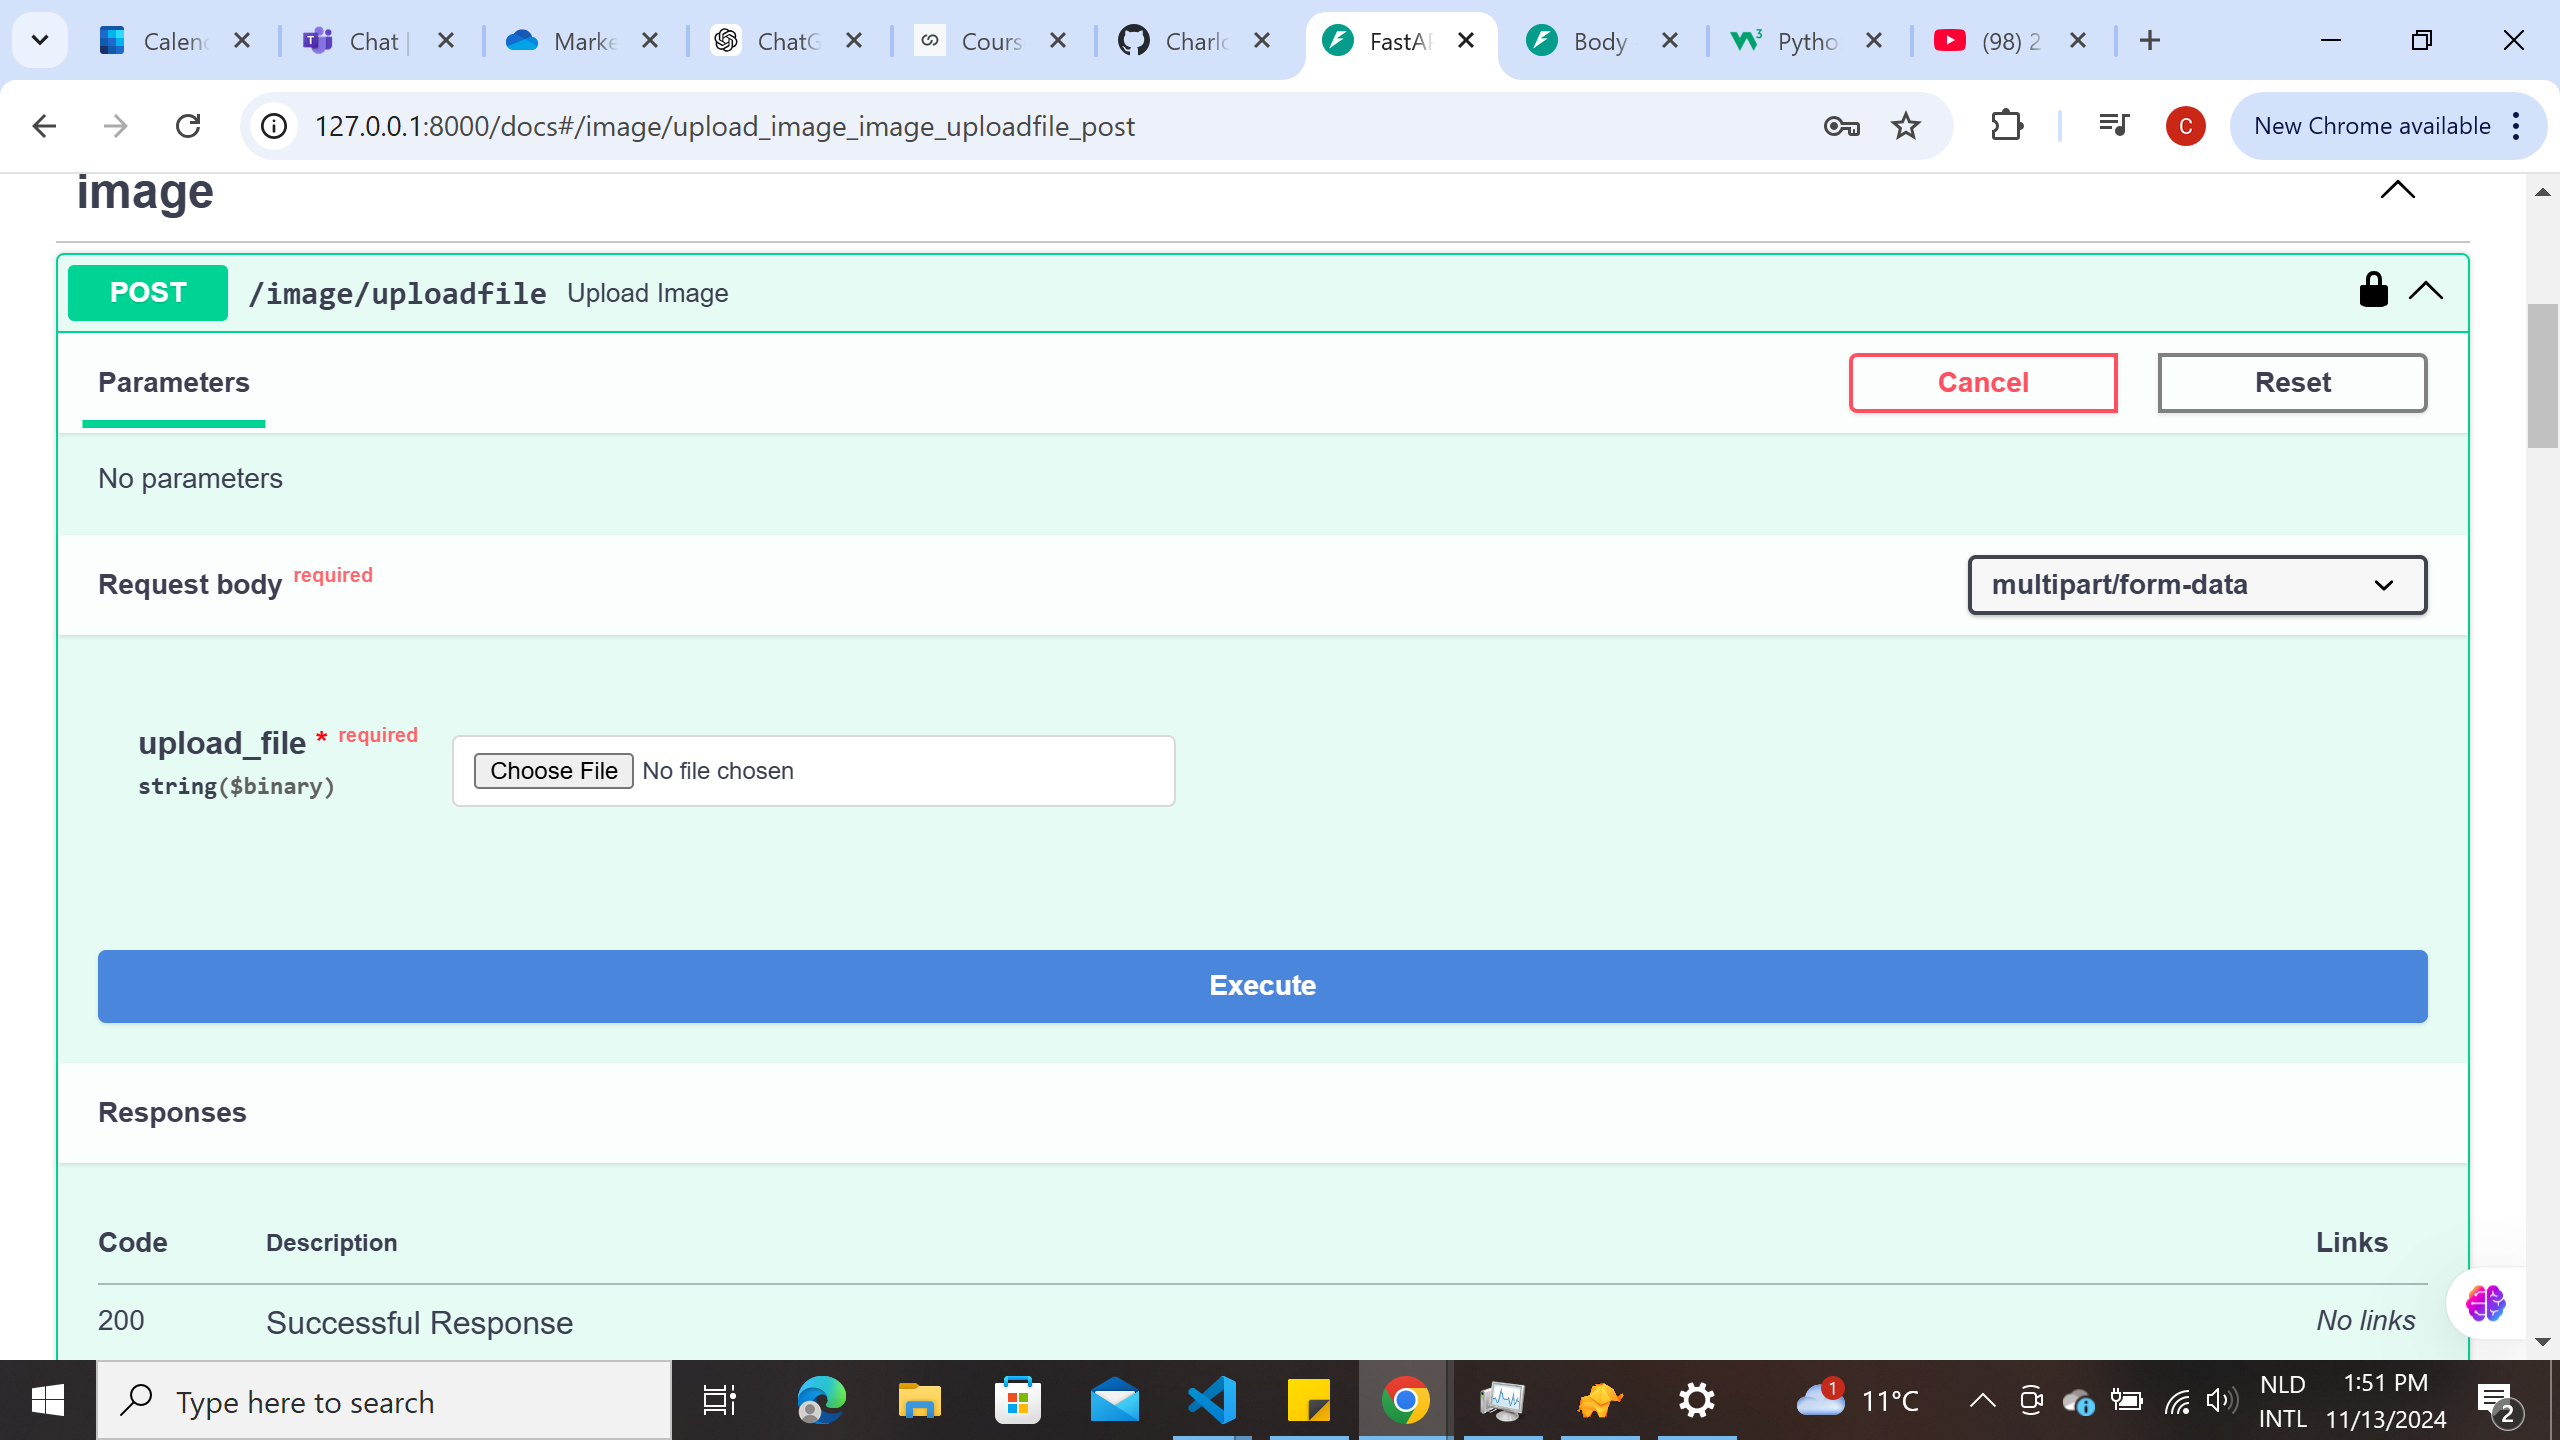 Calen
Chat |
Marke
ChatG
Cours
Charlo
FastAP
Body
Pytho
(98) 2
127.0.0.1:8000/docs#/image/upload_image_image_uploadfile_post
C
New Chrome available
image
POST /image/uploadfile Upload Image
Parameters
Cancel
Reset
No parameters
Request body required
multipart/form-data
upload_file * required
string($binary)
Choose File No file chosen
Execute
Responses
Code Description Links
200 Successful Response No links
Type here to search
1
11°C
NLD
INTL
1:51 PM
11/13/2024
2